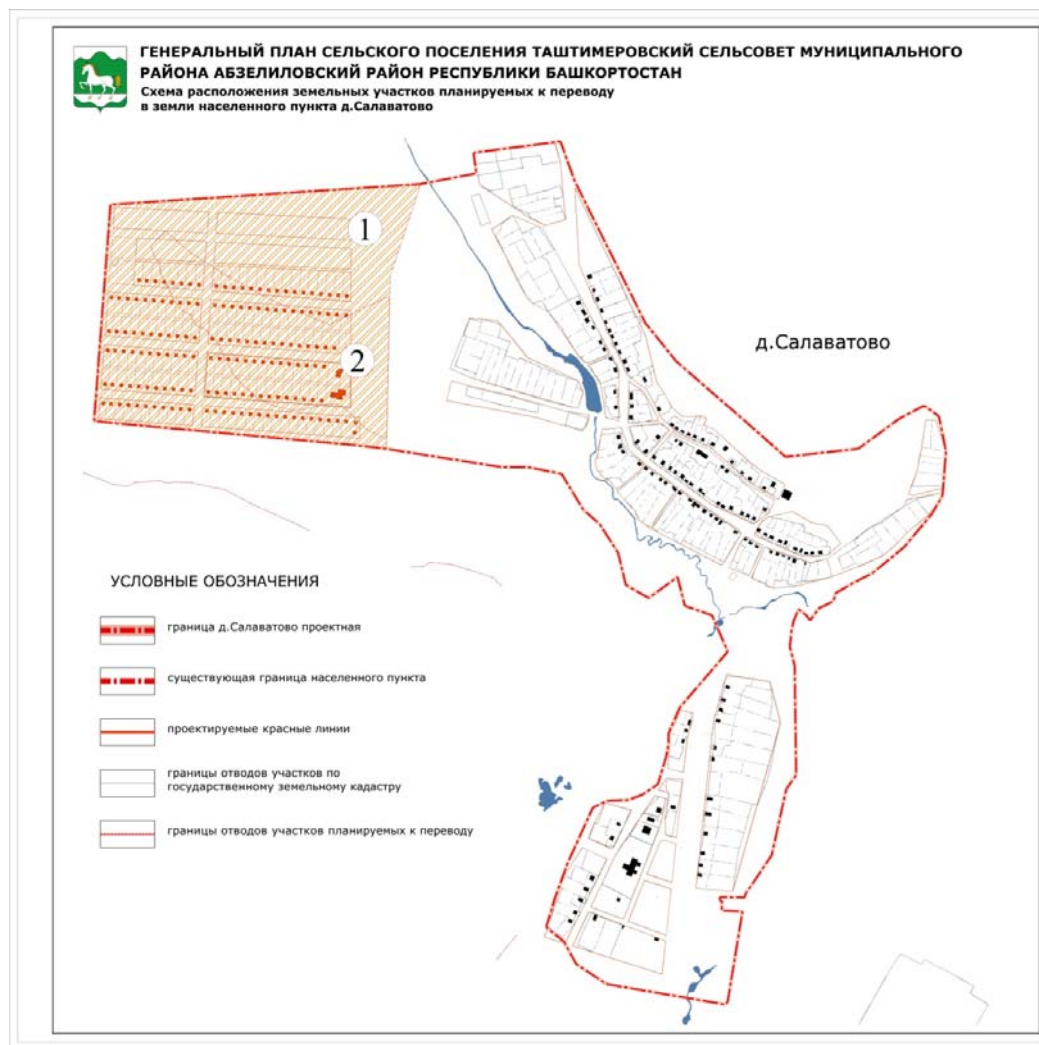 ГЕНЕРАЛЬНЫЙ ПЛАН СЕЛЬСКОГО ПОСЕЛЕНИЯ ТАШТИМЕРОВСКИЙ СЕЛЬСОВЕТ МУНИЦИПАЛЬНОГО
РАЙОНА АБЗЕЛИЛОВСКИЙ РАЙОН РЕСПУБЛИКИ БАШКОРТОСТАН
Схема расположения земельных участков планируемых к переводу
в земли населенного пункта д.Салаватово
1
2
д.Салаватово
УСЛОВНЫЕ ОБОЗНАЧЕНИЯ
граница д.Салаватово проектная
существующая граница населенного пункта
проектируемые красные линии
границы отводов участков по
государственному земельному кадастру
границы отводов участков планируемых к переводу